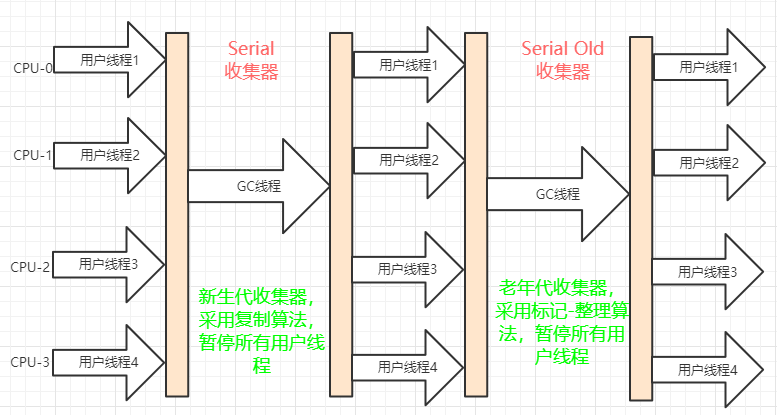 Serial
收集器
Serial Old
收集器
CPU-0
用户线程1
用户线程1
用户线程1
CPU-1
用户线程2
用户线程2
用户线程2
GC线程
GC线程
CPU-2
用户线程3
用户线程3
用户线程3
新生代收集器，
采用复制算法，
暂停所有用户线
程
老年代收集器，
采用标记-整理算
法，暂停所有用
户线程
CPU-3
用户线程4
用户线程4
用户线程4